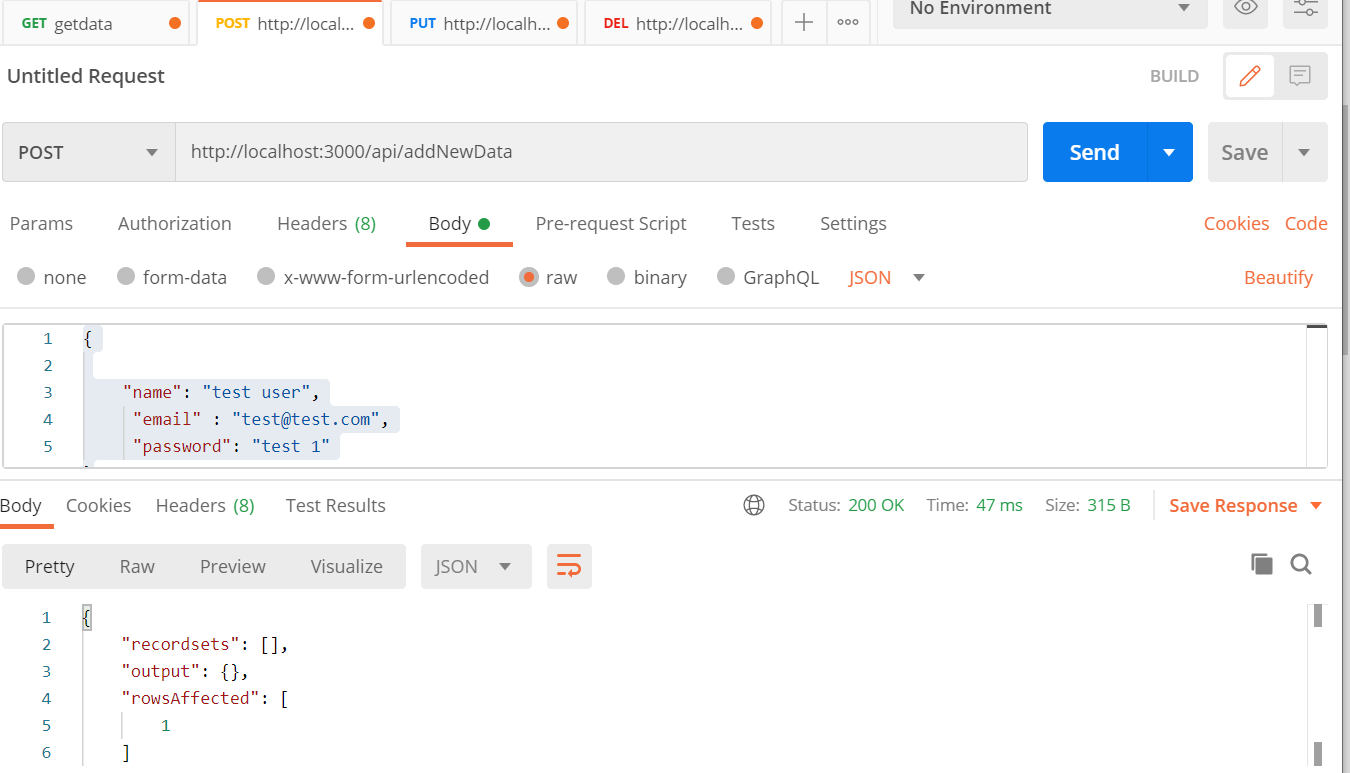 GET getdata POST http://local... PUT http://localh... DEL http://localh... No Environment
Untitled Request BUILD
POST http://localhost:3000/api/addNewData Send Save
Params Authorization Headers (8) Body Pre-request Script Tests Settings Cookies Code
none form-data x-www-form-urlencoded raw binary GraphQL JSON Beautify
1 {
2
3 "name": "test user",
4 "email" : "test@test.com",
5 "password": "test 1"
Body Cookies Headers (8) Test Results Status: 200 OK Time: 47 ms Size: 315 B Save Response
Pretty Raw Preview Visualize JSON
1 {
2 "recordsets": [],
3 "output": {},
4 "rowsAffected": [
5 1
6 ]